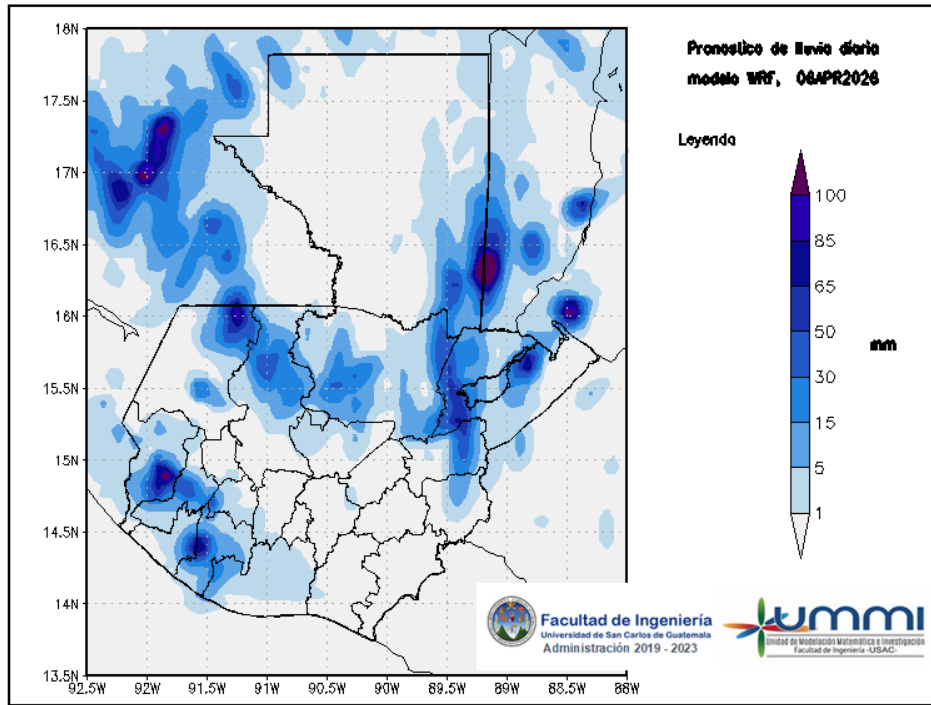 Pronostico de lluvia diaria
modelo WRF, 06APR2026
Leyenda
100
85
65
50
30
15
5
1
mm
18N
17.5N
17N
16.5N
16N
15.5N
15N
14.5N
14N
13.5N
92.5W
92W
91.5W
91W
90.5W
90W
89.5W
89W
88.5W
88W
Facultad de Ingeniería
Universidad de San Carlos de Guatemala
Administración 2019 - 2023
ummi
Unidad de Modelación Matemática e Investigación
Facultad de Ingeniería -USAC-